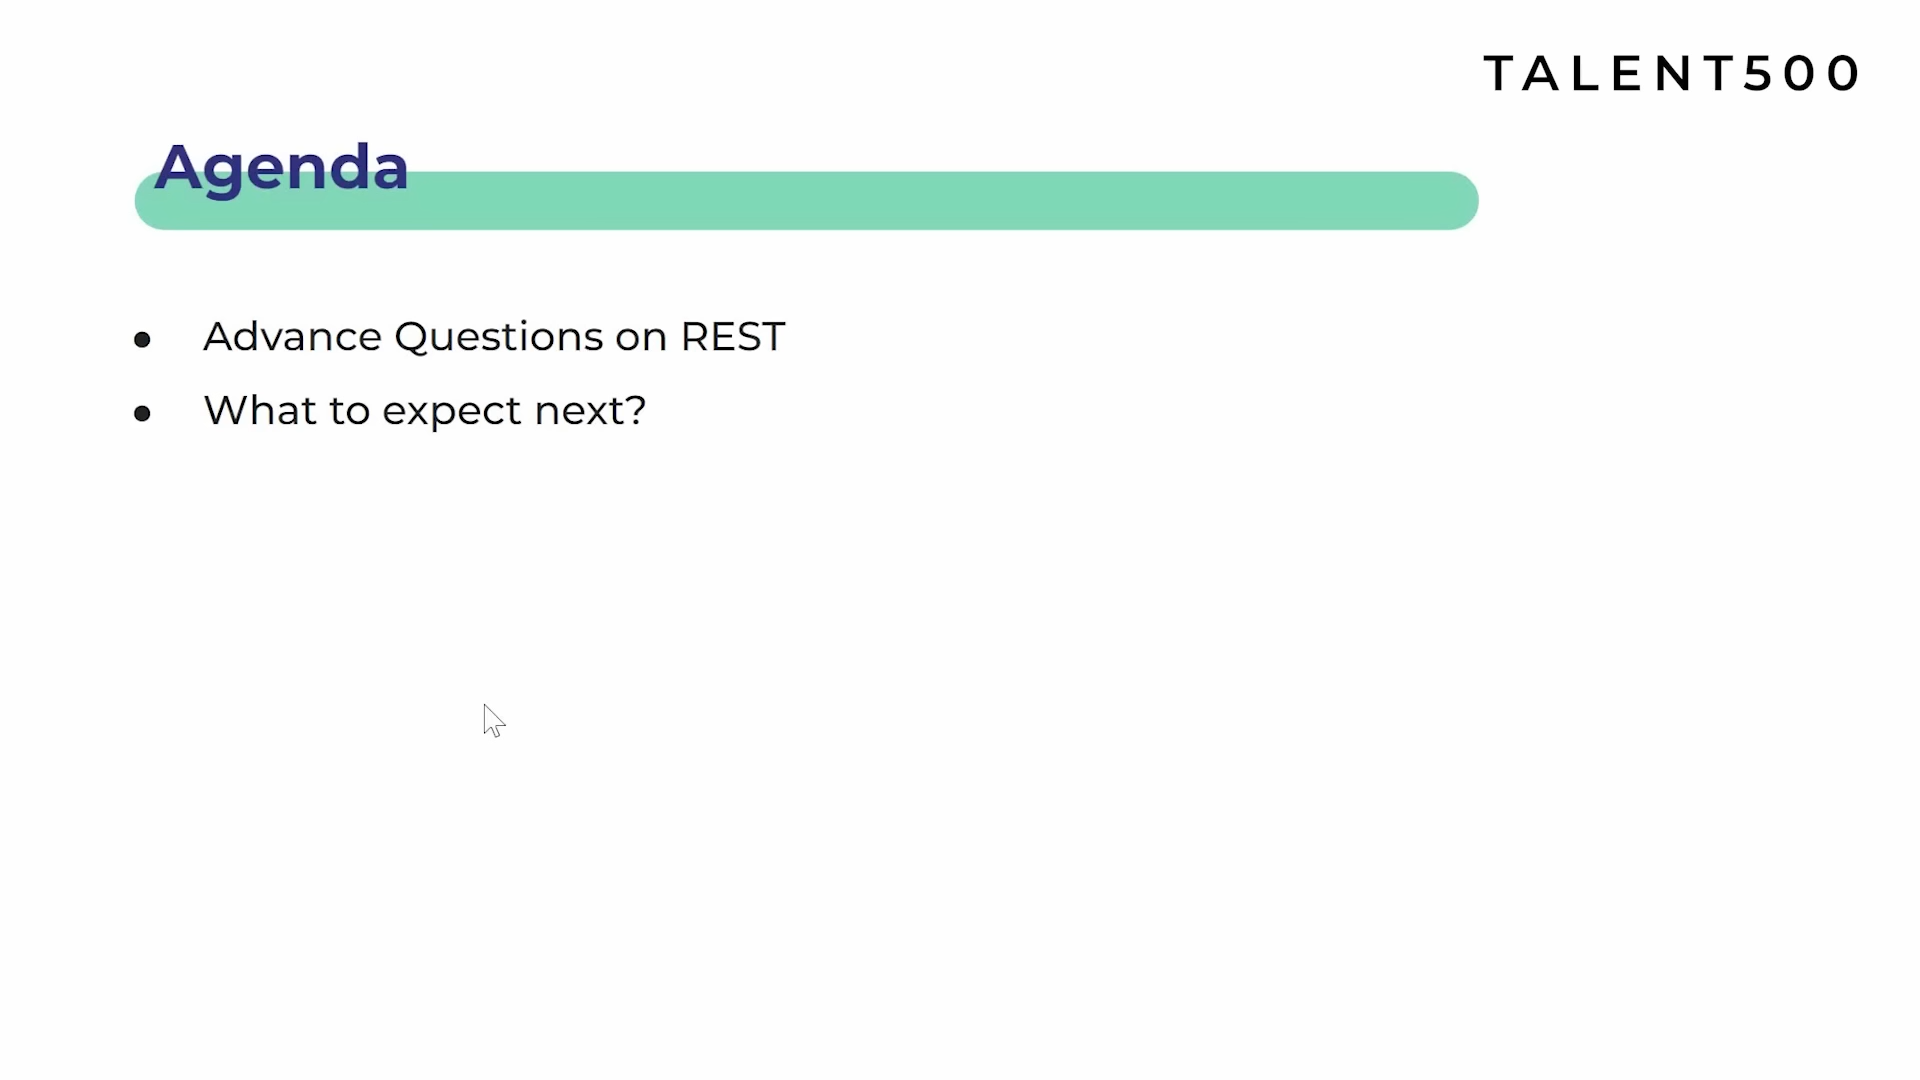 TALENT500
Agenda
● Advance Questions on REST
● What to expect next?